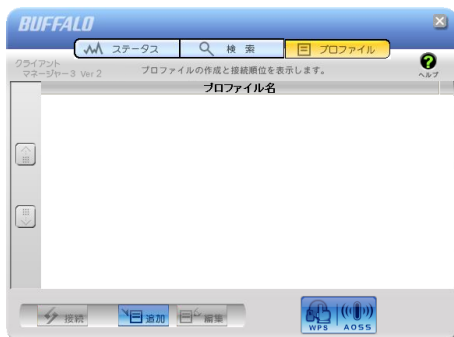 BUFFALO
ステータス
検 索
プロファイル
クライアント
マネージャー3 Ver 2
プロファイルの作成と接続順位を表示します。
ヘルプ
プロファイル名
接続
追加
編集
WPS
AOSS